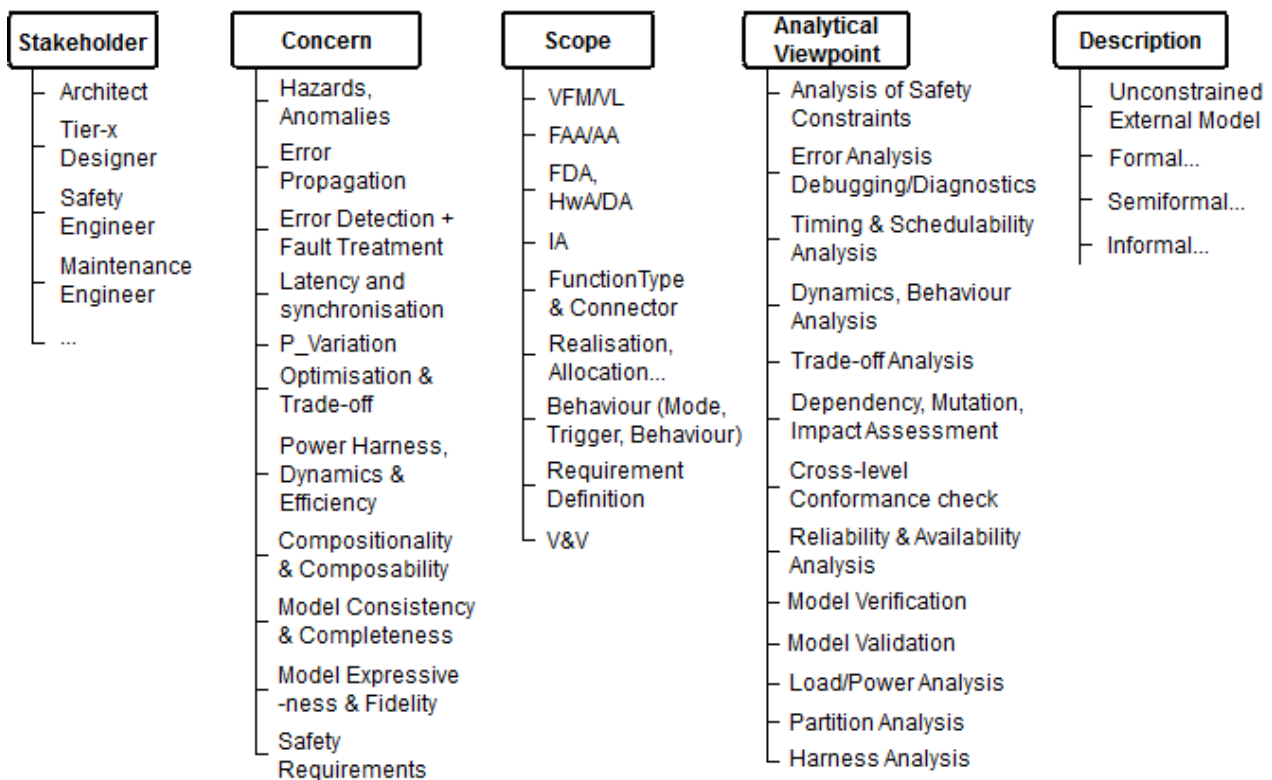 Stakeholder
Architect
Tier-x
Designer
Safety
Engineer
Maintenance
Engineer
...
Concern
Hazards,
Anomalies
Error
Propagation
Error Detection +
Fault Treatment
Latency and
synchronisation
P_Variation
Optimisation &
Trade-off
Power Harness,
Dynamics &
Efficiency
Compositionality
& Composability
Model Consistency
& Completeness
Model Expressive
-ness & Fidelity
Safety
Requirements
Scope
VFM/VL
FAA/AA
FDA,
HwA/DA
IA
FunctionType
& Connector
Realisation,
Allocation...
Behaviour (Mode,
Trigger, Behaviour)
Requirement
Definition
V&V
Analytical
Viewpoint
Analysis of Safety
Constraints
Error Analysis
Debugging/Diagnostics
Timing & Schedulability
Analysis
Dynamics, Behaviour
Analysis
Trade-off Analysis
Dependency, Mutation,
Impact Assessment
Cross-level
Conformance check
Reliability & Availability
Analysis
Model Verification
Model Validation
Load/Power Analysis
Partition Analysis
Harness Analysis
Description
Unconstrained
External Model
Formal...
Semiformal...
Informal...